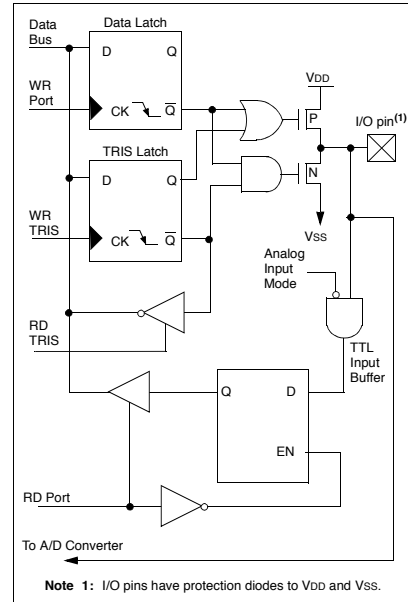 Data
Bus
Data Latch
D
Q
WR
Port
CK
Q
VDD
P
I/O pin(1)
TRIS Latch
D
Q
N
WR
TRIS
CK
Q
VSS
Analog
Input
Mode
RD
TRIS
TTL
Input
Buffer
Q
D
EN
RD Port
To A/D Converter
Note 1: I/O pins have protection diodes to VDD and VSS.